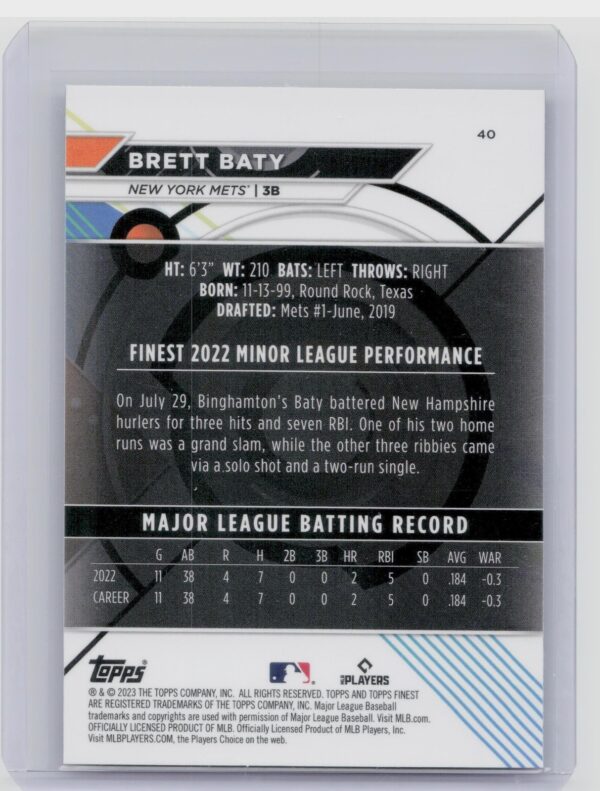 40
BRETT BATY
NEW YORK METS® | 3B
HT: 6'3" WT: 210 BATS: LEFT THROWS: RIGHT
BORN: 11-13-99, Round Rock, Texas
DRAFTED: Mets #1-June, 2019
FINEST 2022 MINOR LEAGUE PERFORMANCE
On July 29, Binghamton's Baty battered New Hampshire
hurlers for three hits and seven RBI. One of his two home
runs was a grand slam, while the other three ribbies came
via a solo shot and a two-run single.
MAJOR LEAGUE BATTING RECORD
G AB R H 2B 3B HR RBI SB AVG WAR
2022 11 38 4 7 0 0 2 5 0 .184 -0.3
CAREER 11 38 4 7 0 0 2 5 0 .184 -0.3
TOPPS® PLAYERS
® & © 2023 THE TOPPS COMPANY, INC. ALL RIGHTS RESERVED. TOPPS AND TOPPS FINEST
ARE REGISTERED TRADEMARKS OF THE TOPPS COMPANY, INC. Major League Baseball
trademarks and copyrights are used with permission of Major League Baseball. Visit MLB.com.
OFFICIALLY LICENSED PRODUCT OF MLB. Officially Licensed Product of MLB Players, Inc.
Visit MLBPLAYERS.com, the Players Choice on the web.